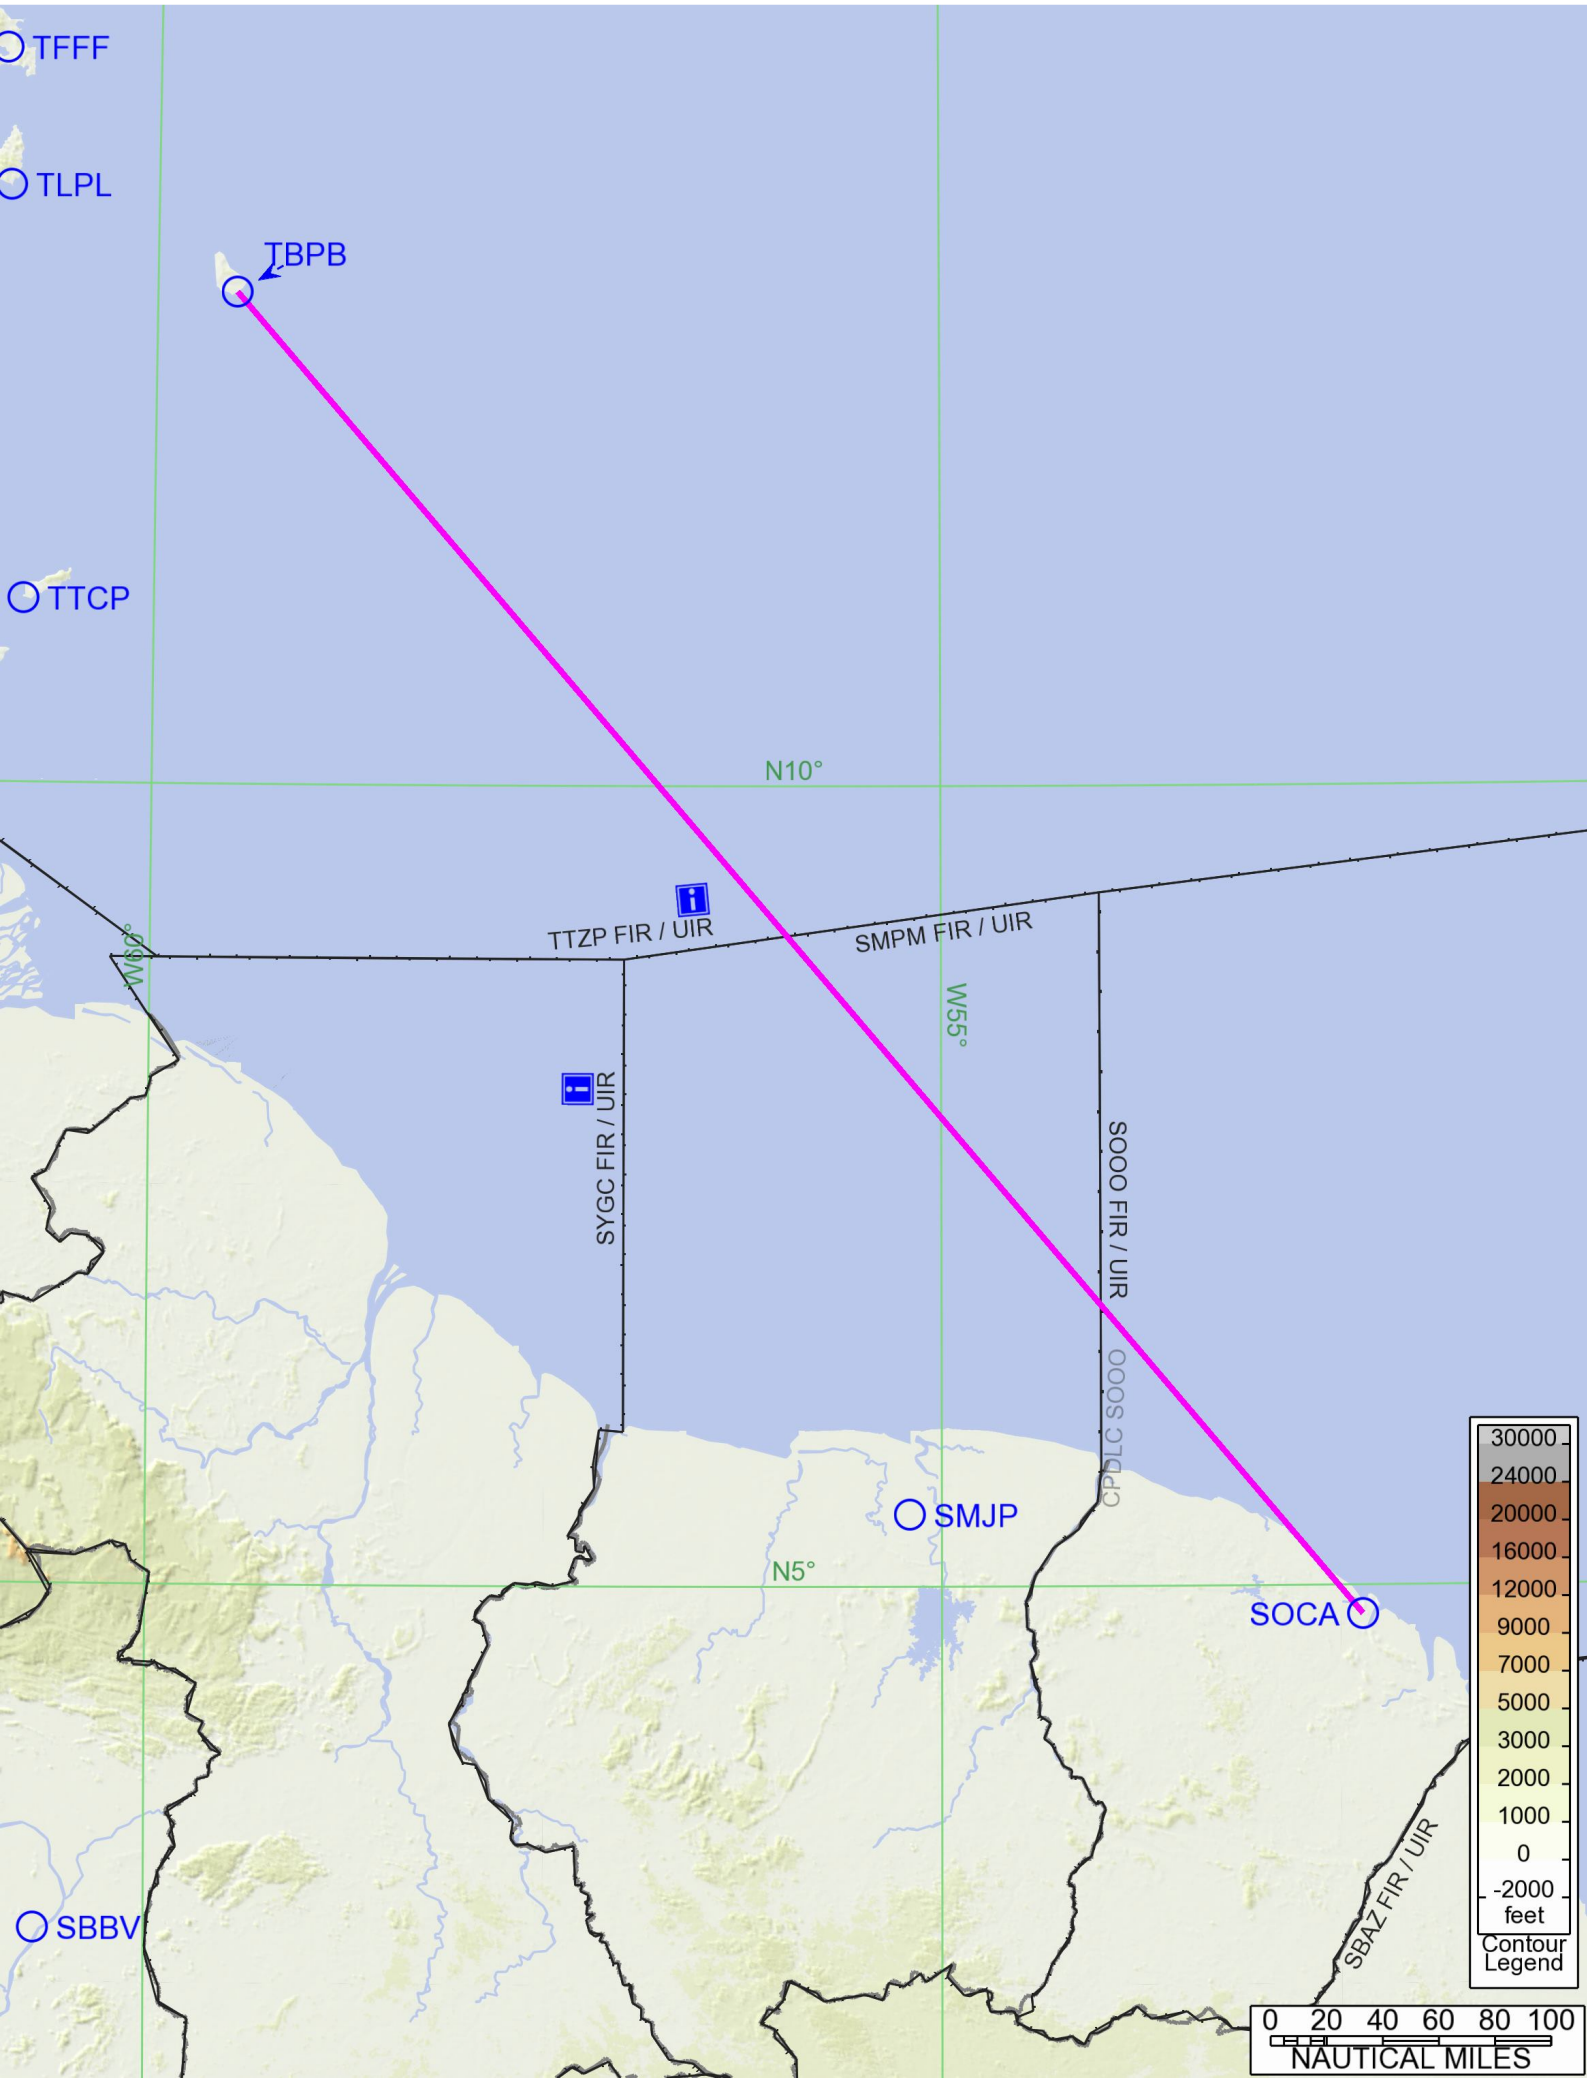 TFFF
TLPL
TBPB
TTCP
N10°
TTZP FIR / UIR
SMPM FIR / UIR
W60°
W55°
SYGC FIR / UIR
SOOO FIR / UIR
CPDLC SOOO
SMJP
N5°
SOCA
SBBV
SBAZ FIR / UIR
30000
24000
20000
16000
12000
9000
7000
5000
3000
2000
1000
0
-2000
feet
Contour
Legend
0 20 40 60 80 100
NAUTICAL MILES